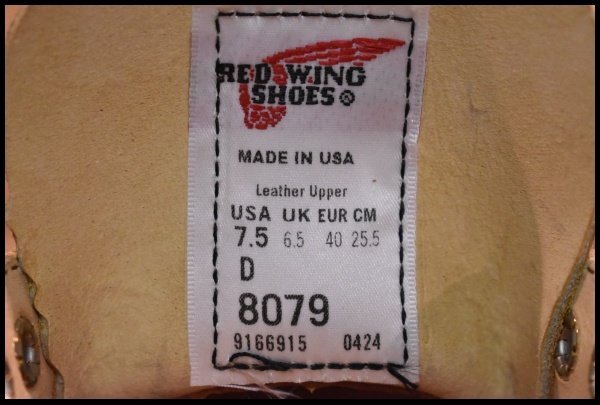 RED WING
SHOES®
MADE IN USA
Leather Upper
USA UK EUR CM
7.5 6.5 40 25.5
D
8079
9166915 0424